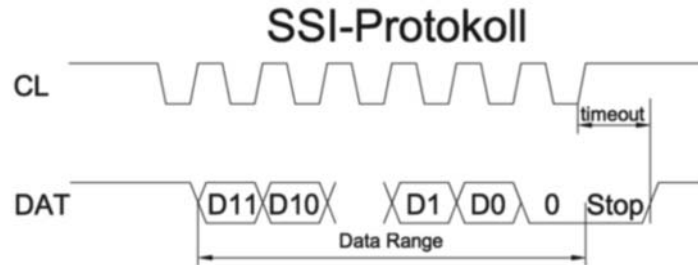 SSI-Protokoll
CL
timeout
DAT D11 D10 D1 D0 0 Stop
Data Range